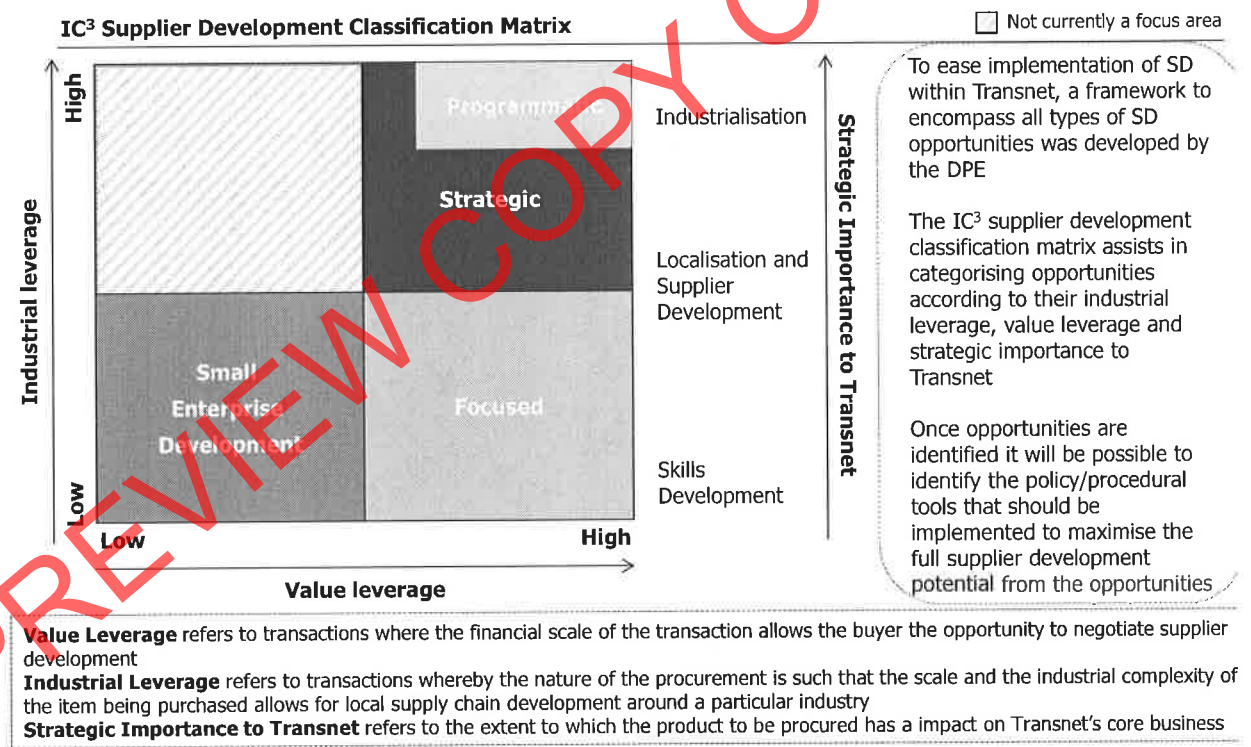 IC³ Supplier Development Classification Matrix
Not currently a focus area
High
Industrial leverage
Low
Programmatic
Strategic
Small
Enterprise
Development
Focused
Low
High
Value leverage
Industrialisation
Localisation and
Supplier
Development
Skills
Development
Strategic Importance to Transnet
To ease implementation of SD
within Transnet, a framework to
encompass all types of SD
opportunities was developed by
the DPE
The IC³ supplier development
classification matrix assists in
categorising opportunities
according to their industrial
leverage, value leverage and
strategic importance to
Transnet
Once opportunities are
identified it will be possible to
identify the policy/procedural
tools that should be
implemented to maximise the
full supplier development
potential from the opportunities
Value Leverage refers to transactions where the financial scale of the transaction allows the buyer the opportunity to negotiate supplier
development
Industrial Leverage refers to transactions whereby the nature of the procurement is such that the scale and the industrial complexity of
the item being purchased allows for local supply chain development around a particular industry
Strategic Importance to Transnet refers to the extent to which the product to be procured has a impact on Transnet's core business
PREVIEW COPY O